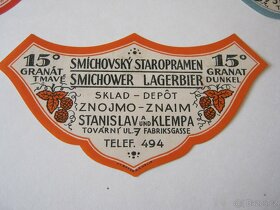 15° SMÍCHOVSKÝ STAROPRAMEN 15°
GRANÁT SMICHOWER LAGERBIER GRANAT
TMAVÉ DUNKEL
SKLAD - DEPÔT
ZNOJMO - ZNAIM
STANISLAV a und KLEMPA
TOVÁRNÍ UL. 7 FABRIKSGASSE
TELEF. 494